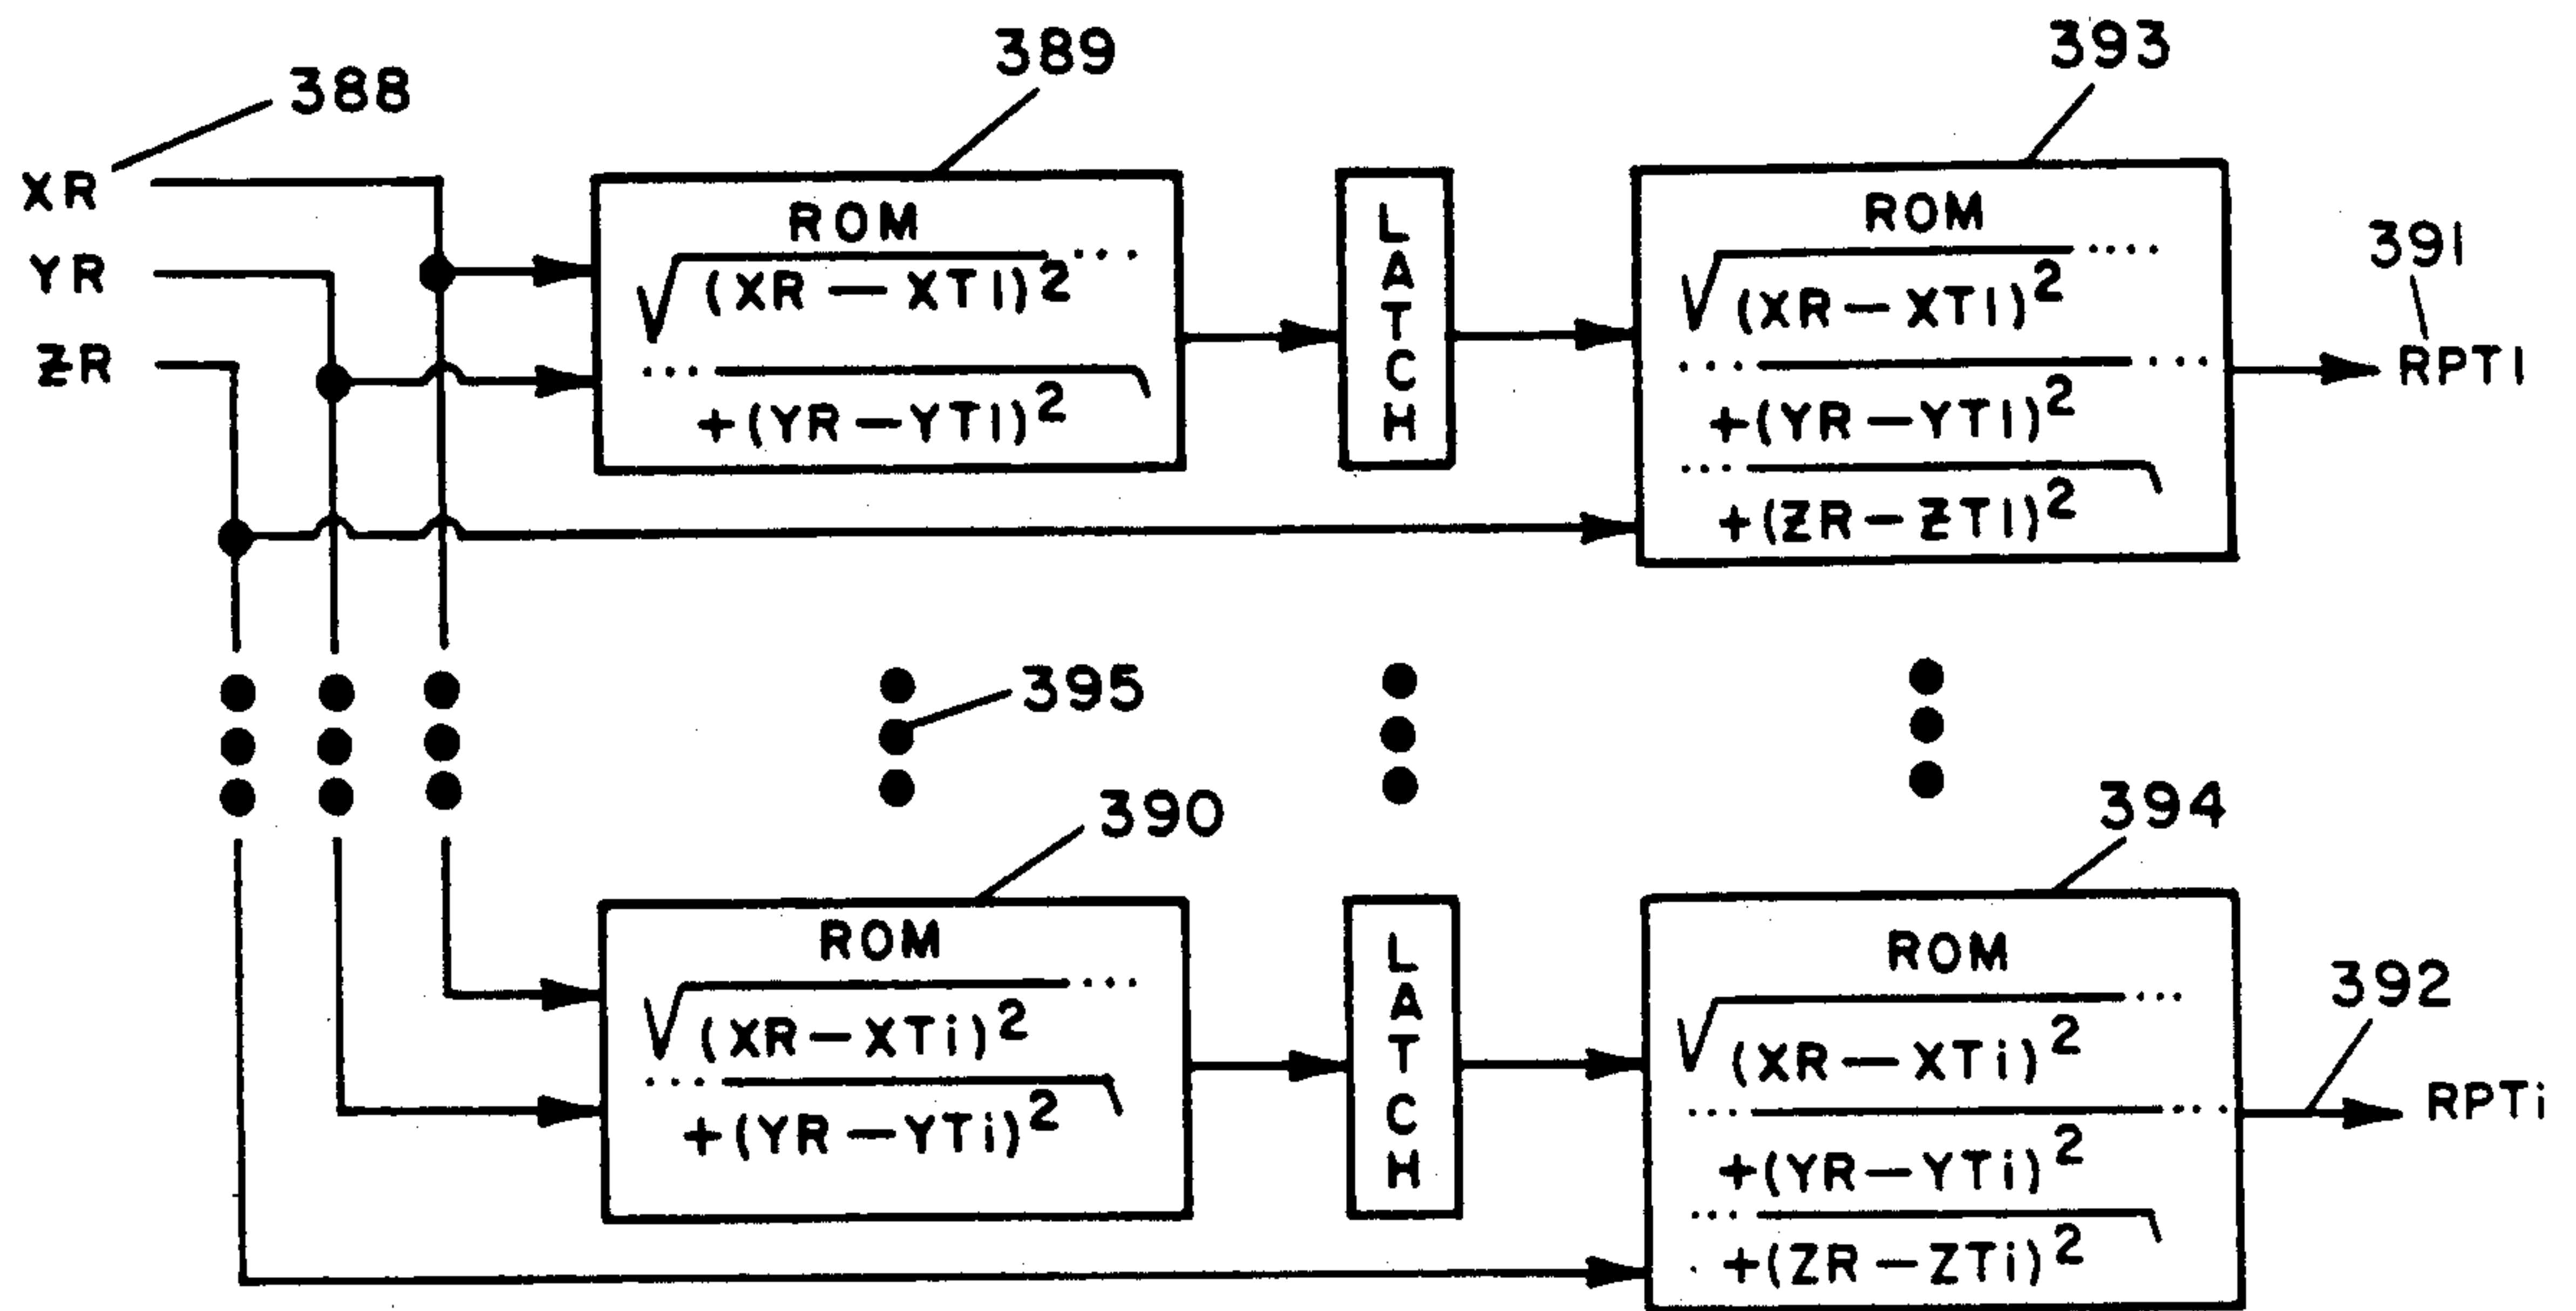 388
389
393
XR
YR
ZR
ROM
√(XR — XT1)² ....
... +(YR—YT1)²
LATCH
ROM
√(XR—XT1)² ....
.... +(YR—YT1)² ....
... +(ZR—ZT1)²
391
RPT1
395
390
394
ROM
√(XR—XTi)² ....
.... +(YR—YTi)²
LATCH
ROM
√(XR—XTi)² ...
... +(YR—YTi)² ....
... +(ZR—ZTi)²
392
RPTi